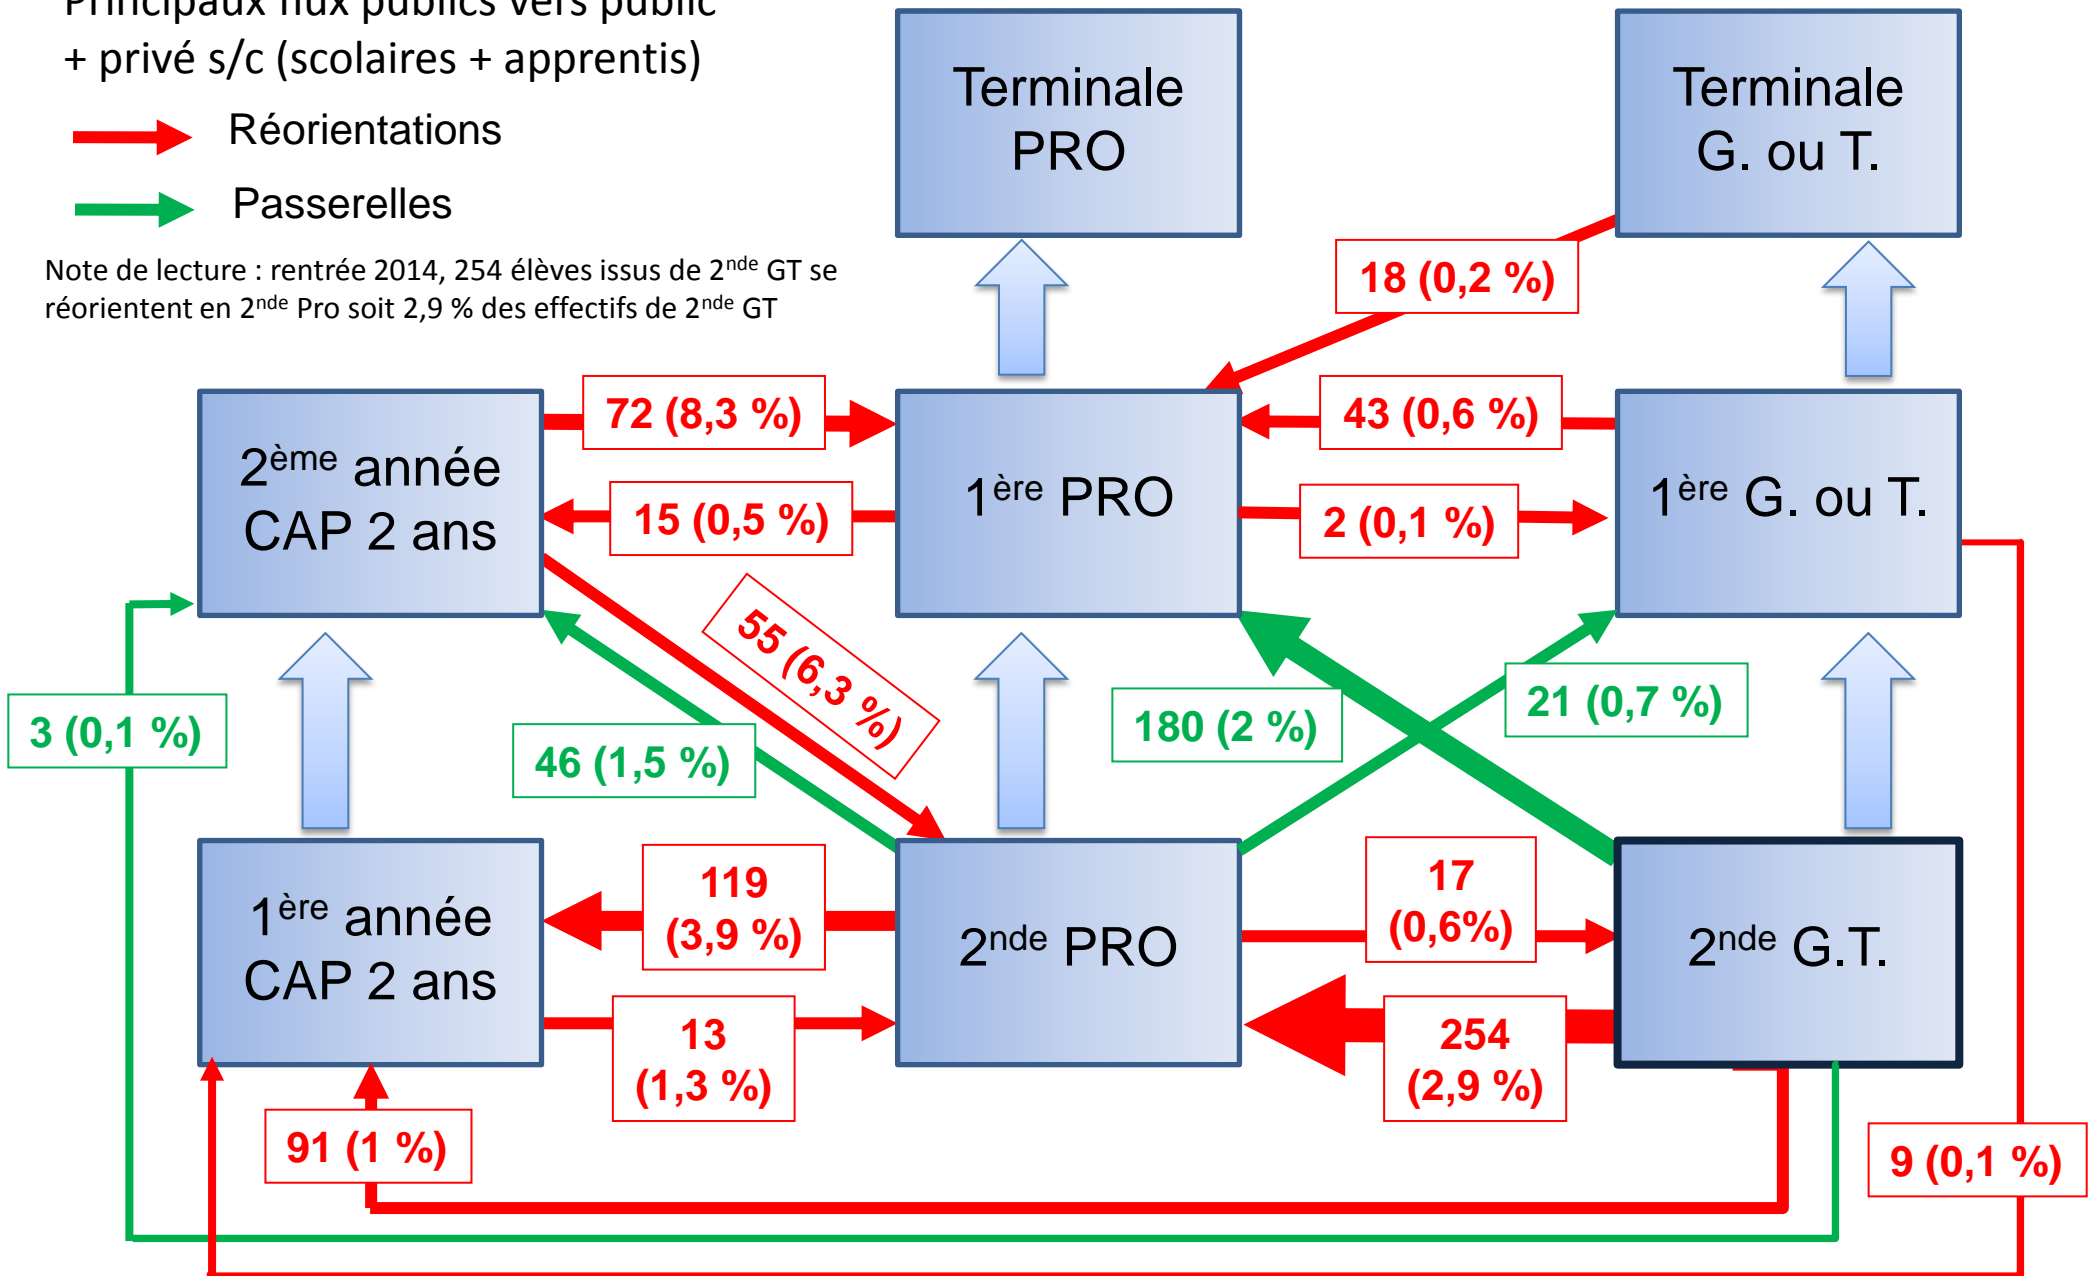 Principaux flux publics vers public
+ privé s/c (scolaires + apprentis)
Réorientations
Passerelles
Note de lecture : rentrée 2014, 254 élèves issus de 2nde GT se
réorientent en 2nde Pro soit 2,9 % des effectifs de 2nde GT
Terminale
PRO
Terminale
G. ou T.
18 (0,2 %)
2ème année
CAP 2 ans
72 (8,3 %)
15 (0,5 %)
1ère PRO
43 (0,6 %)
2 (0,1 %)
1ère G. ou T.
3 (0,1 %)
55 (6,3 %)
46 (1,5 %)
180 (2 %)
21 (0,7 %)
1ère année
CAP 2 ans
119
(3,9 %)
13
(1,3 %)
2nde PRO
17
(0,6%)
254
(2,9 %)
2nde G.T.
91 (1 %)
9 (0,1 %)